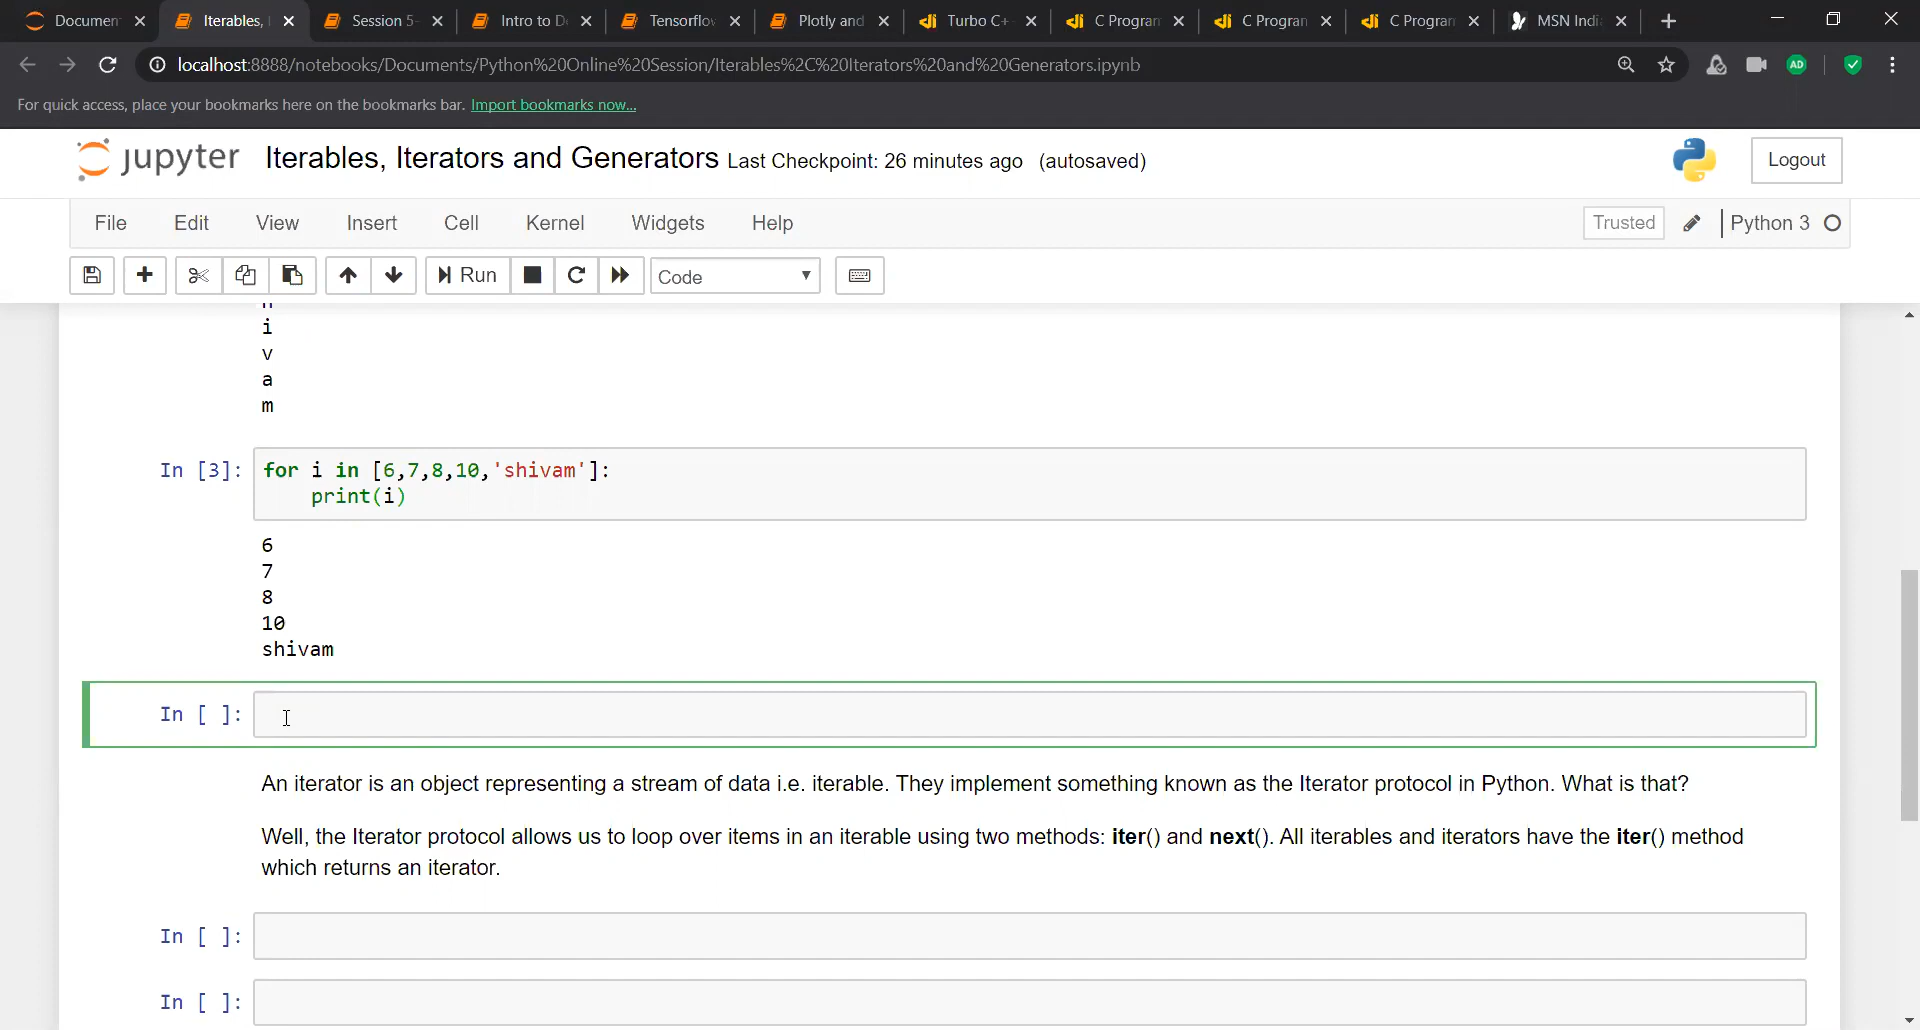 Documen
Iterables,
Session 5-
Intro to D
Tensorflo
Plotly and
Turbo C+
C Program
C Program
C Program
MSN Indi
localhost:8888/notebooks/Documents/Python%20Online%20Session/Iterables%2C%20Iterators%20and%20Generators.ipynb
AD
For quick access, place your bookmarks here on the bookmarks bar. Import bookmarks now...
jupyter Iterables, Iterators and Generators Last Checkpoint: 26 minutes ago (autosaved)
Logout
File Edit View Insert Cell Kernel Widgets Help
Trusted
Python 3
Run
Code
i
v
a
m
In [3]: for i in [6,7,8,10,'shivam']:
print(i)
6
7
8
10
shivam
In [ ]:
An iterator is an object representing a stream of data i.e. iterable. They implement something known as the Iterator protocol in Python. What is that?
Well, the Iterator protocol allows us to loop over items in an iterable using two methods: iter() and next(). All iterables and iterators have the iter() method
which returns an iterator.
In [ ]:
In [ ]: